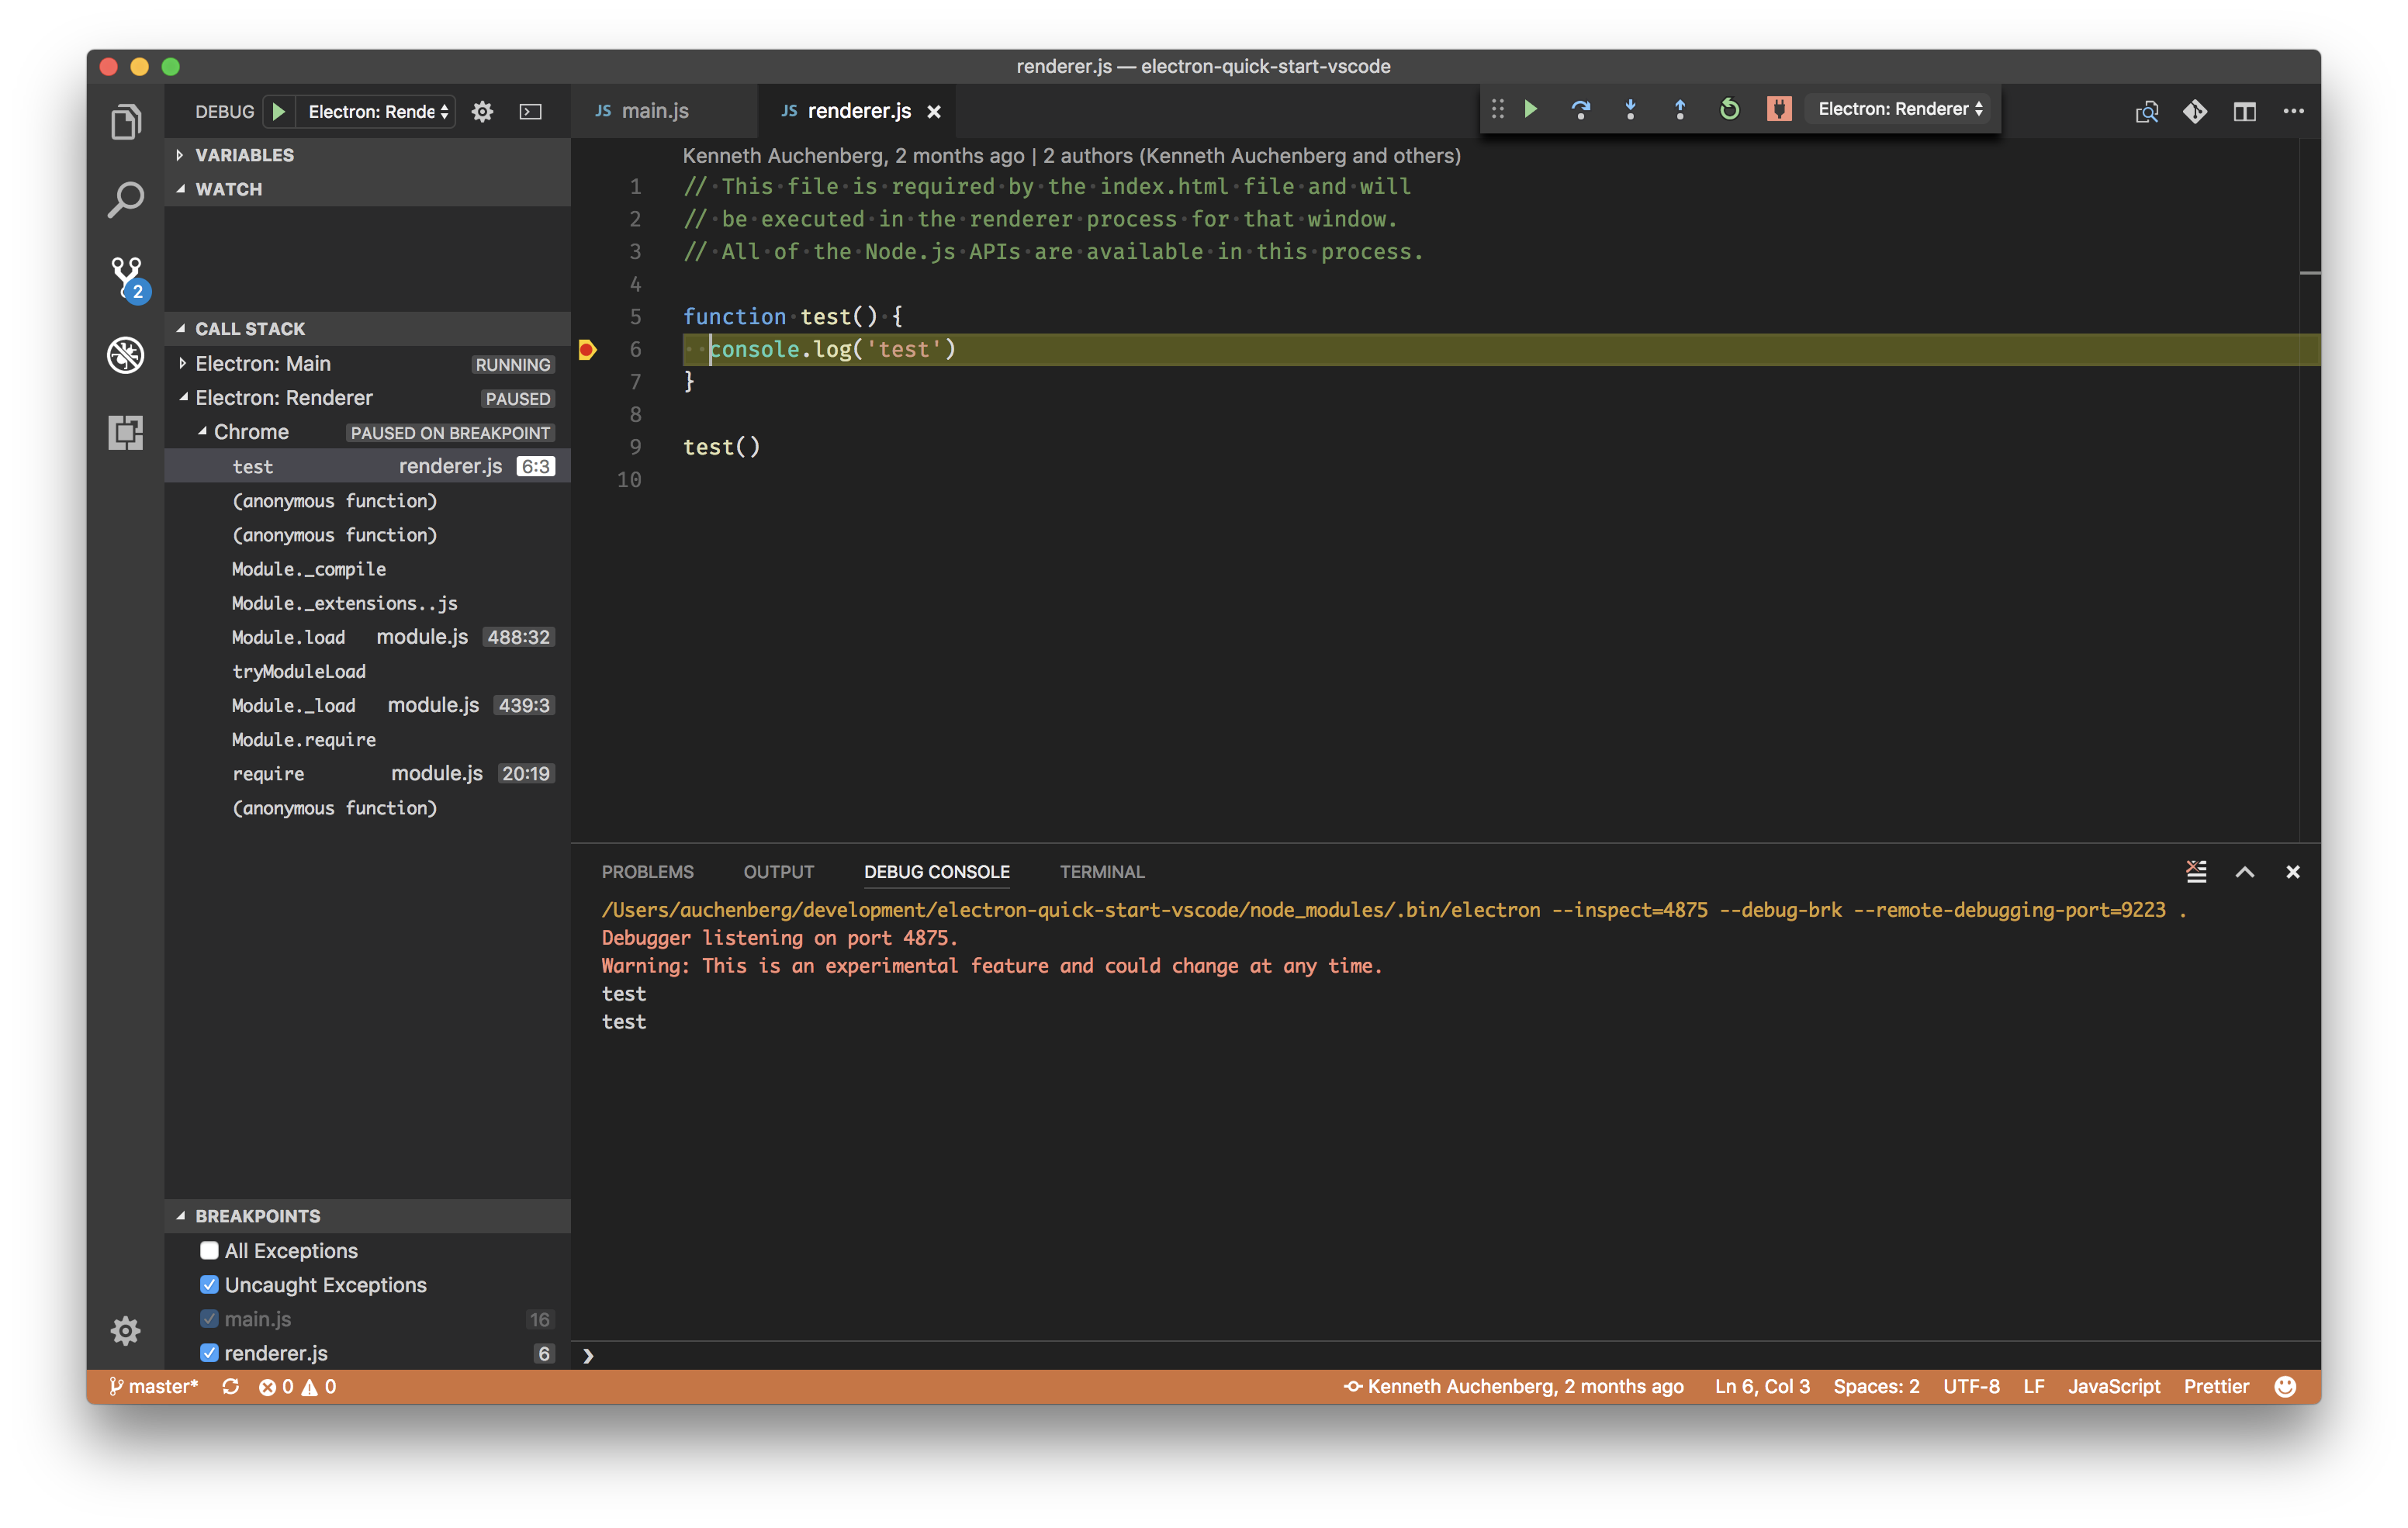 renderer.js — electron-quick-start-vscode
DEBUG Electron: Rende
JS main.js
JS renderer.js
Electron: Renderer
VARIABLES
WATCH
2
CALL STACK
Electron: Main RUNNING
Electron: Renderer PAUSED
Chrome PAUSED ON BREAKPOINT
test renderer.js 6:3
(anonymous function)
(anonymous function)
Module._compile
Module._extensions..js
Module.load module.js 488:32
tryModuleLoad
Module._load module.js 439:3
Module.require
require module.js 20:19
(anonymous function)
BREAKPOINTS
All Exceptions
Uncaught Exceptions
main.js 16
renderer.js 6
Kenneth Auchenberg, 2 months ago | 2 authors (Kenneth Auchenberg and others)
1 // This file is required by the index.html file and will
2 // be executed in the renderer process for that window.
3 // All of the Node.js APIs are available in this process.
4
5 function test() {
6 console.log('test')
7 }
8
9 test()
10
PROBLEMS OUTPUT DEBUG CONSOLE TERMINAL
/Users/auchenberg/development/electron-quick-start-vscode/node_modules/.bin/electron --inspect=4875 --debug-brk --remote-debugging-port=9223 .
Debugger listening on port 4875.
Warning: This is an experimental feature and could change at any time.
test
test
master* 0 0 Kenneth Auchenberg, 2 months ago Ln 6, Col 3 Spaces: 2 UTF-8 LF JavaScript Prettier